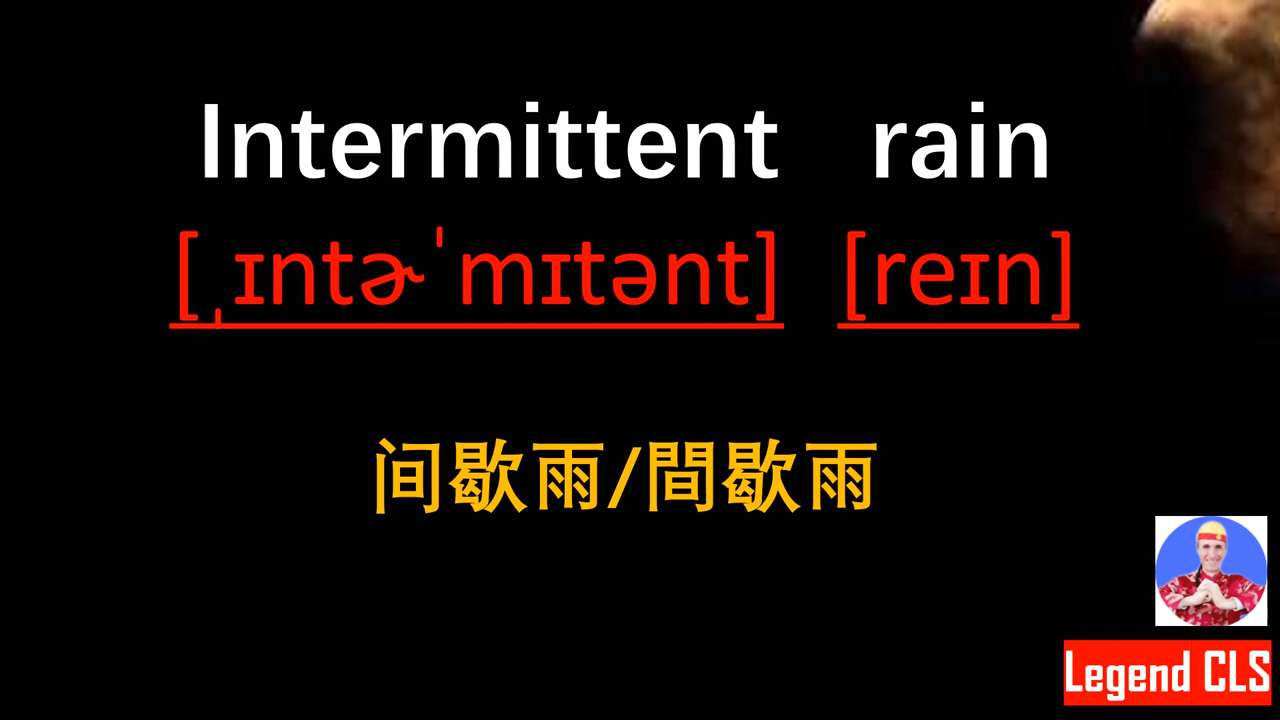 Intermittent rain
[ˌɪntɚˈmɪtənt] [reɪn]
间歇雨/間歇雨
Legend CLS